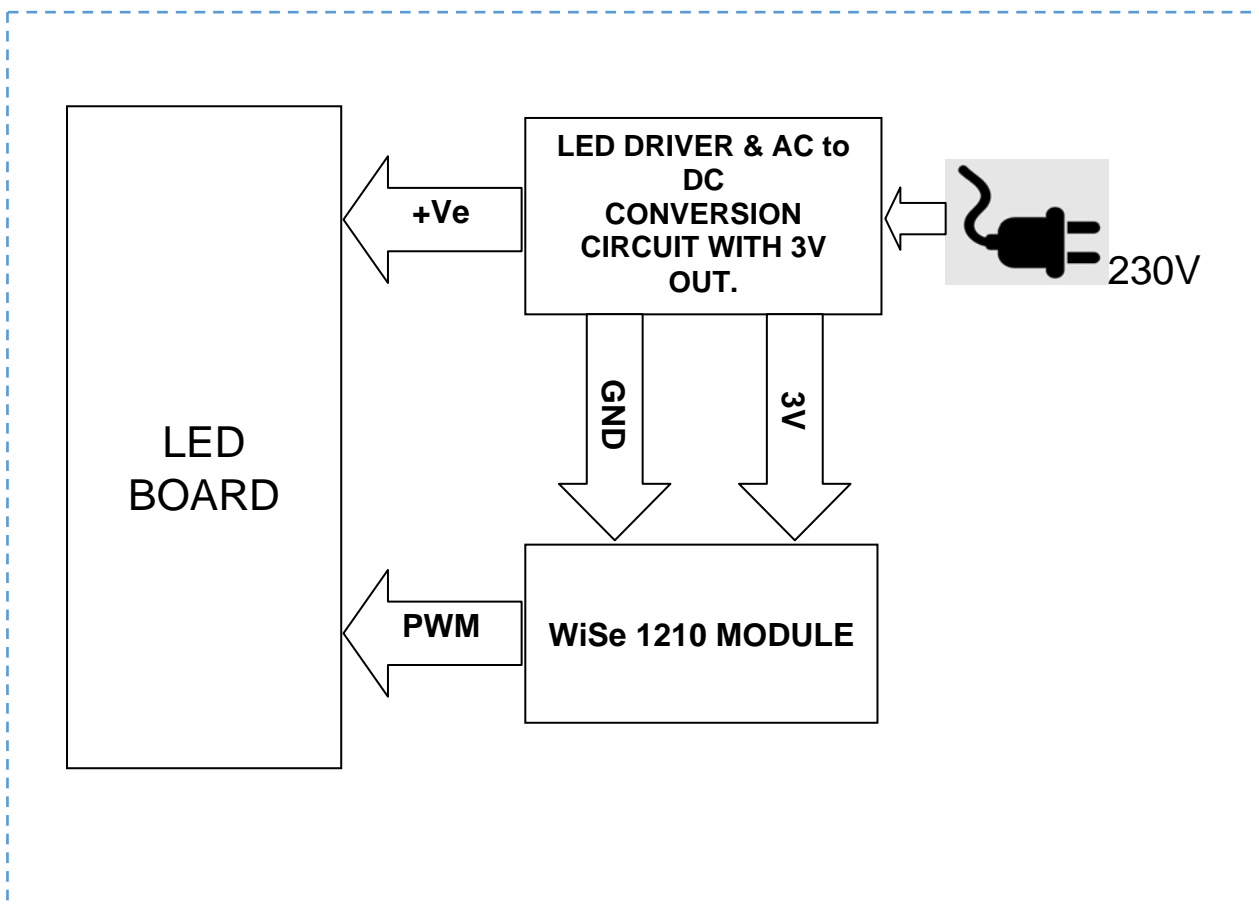 LED DRIVER & AC to
DC
CONVERSION
CIRCUIT WITH 3V
OUT.
+Ve
230V
GND
3V
LED
BOARD
PWM
WiSe 1210 MODULE